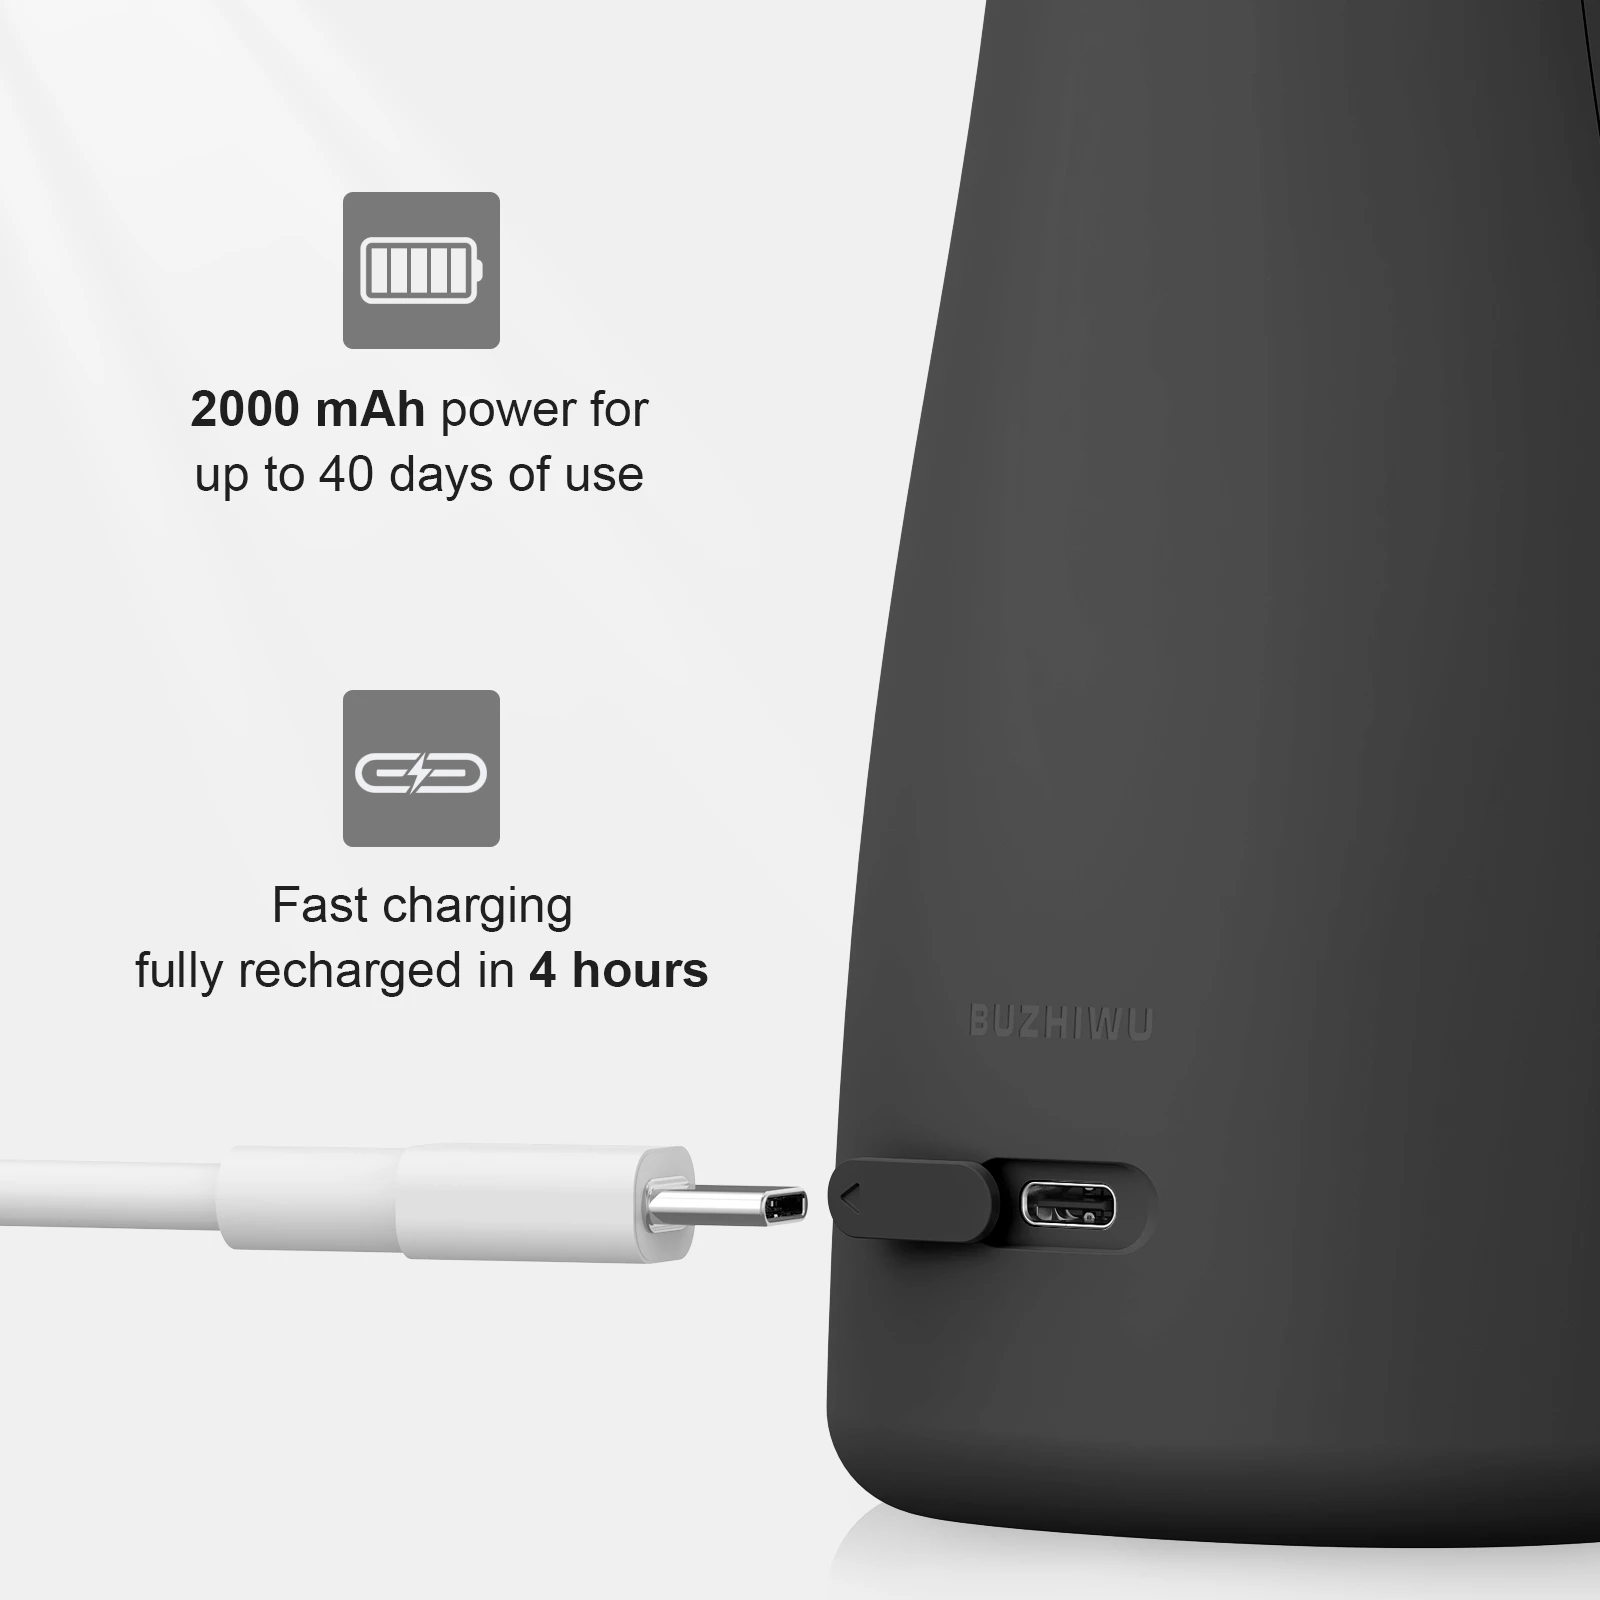 2000 mAh power for
up to 40 days of use
Fast charging
fully recharged in 4 hours
BUZHIWU